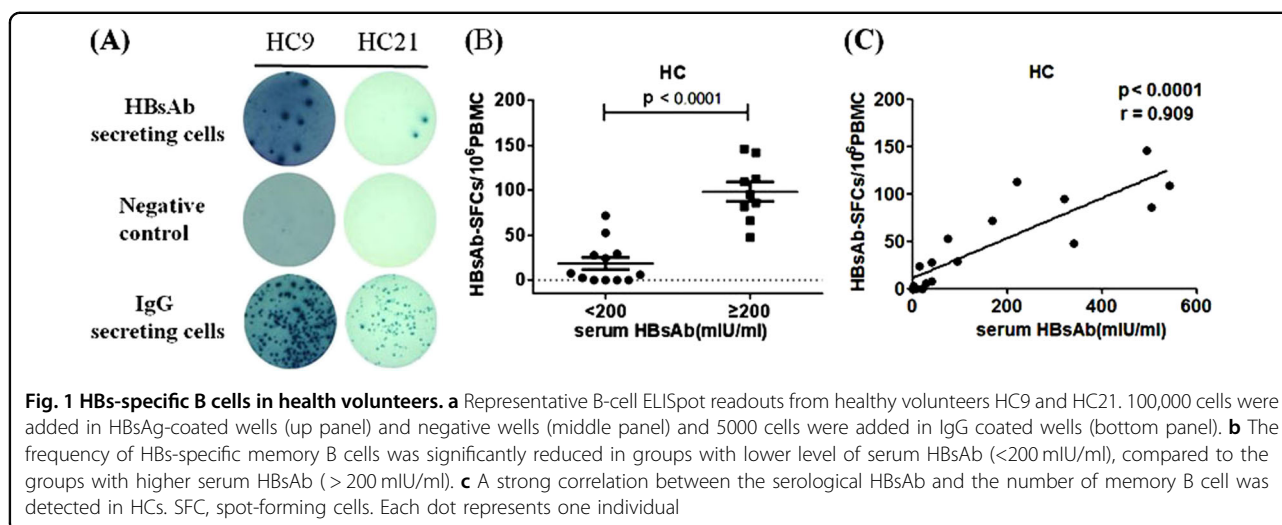 (A)
HC9 HC21
HBsAb
secreting cells
Negative
control
IgG
secreting cells
(B)
HC
p < 0.0001
HBsAb-SFCs/10⁶PBMC
200
150
100
50
0
<200 ≥200
serum HBsAb(mIU/ml)
(C)
HC
p < 0.0001
r = 0.909
HBsAb-SFCs/10⁶PBMC
200
150
100
50
0
0 200 400 600
serum HBsAb(mIU/ml)
Fig. 1 HBs-specific B cells in health volunteers. a Representative B-cell ELISpot readouts from healthy volunteers HC9 and HC21. 100,000 cells were
added in HBsAg-coated wells (up panel) and negative wells (middle panel) and 5000 cells were added in IgG coated wells (bottom panel). b The
frequency of HBs-specific memory B cells was significantly reduced in groups with lower level of serum HBsAb (<200 mIU/ml), compared to the
groups with higher serum HBsAb ( > 200 mIU/ml). c A strong correlation between the serological HBsAb and the number of memory B cell was
detected in HCs. SFC, spot-forming cells. Each dot represents one individual